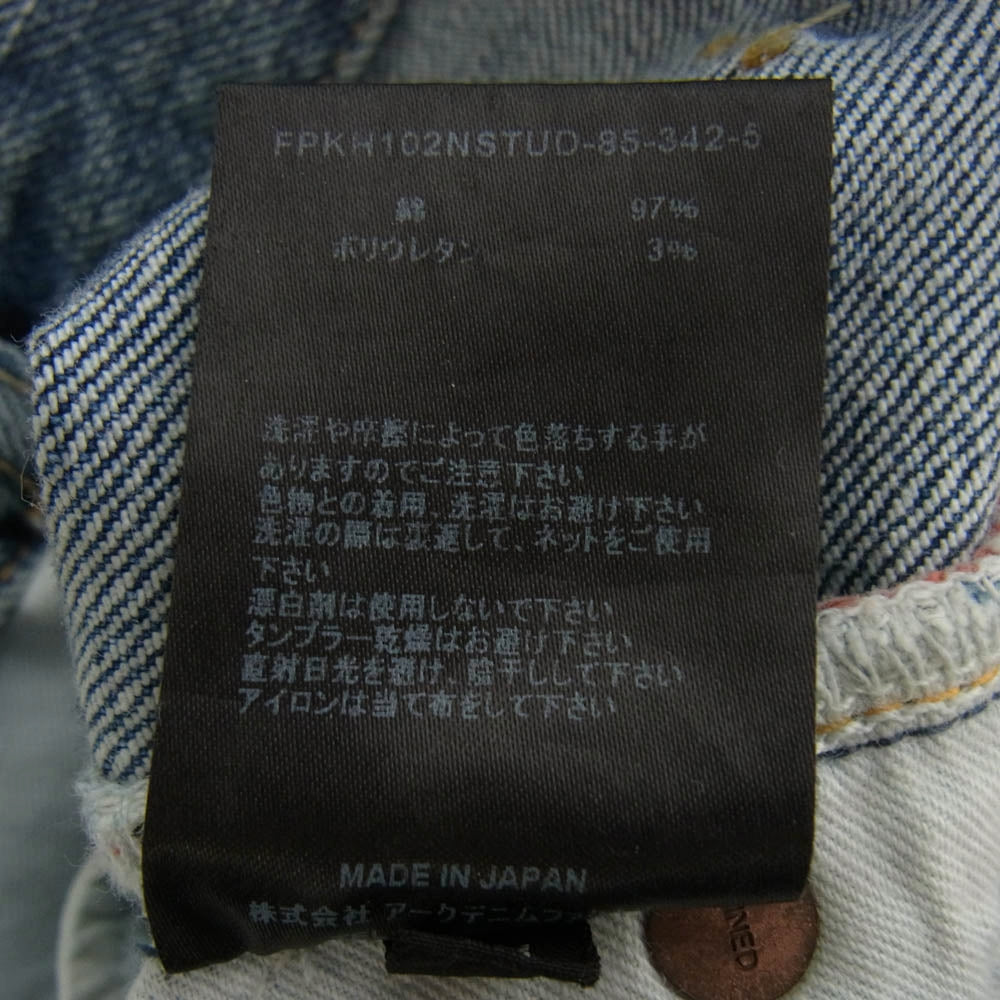 FPKH102NSTUD-85-342-5
綿 97%
ポリウレタン 3%
洗濯や摩擦によって色落ちする事が
ありますのでご注意下さい
色物との着用、洗濯はお避け下さい
洗濯の際は裏返して、ネットをご使用
下さい
漂白剤は使用しないで下さい
タンブラー乾燥はお避け下さい
直射日光を避け、陰干しして下さい
アイロンは当て布をして下さい
MADE IN JAPAN
株式会社 アークデニム
NED